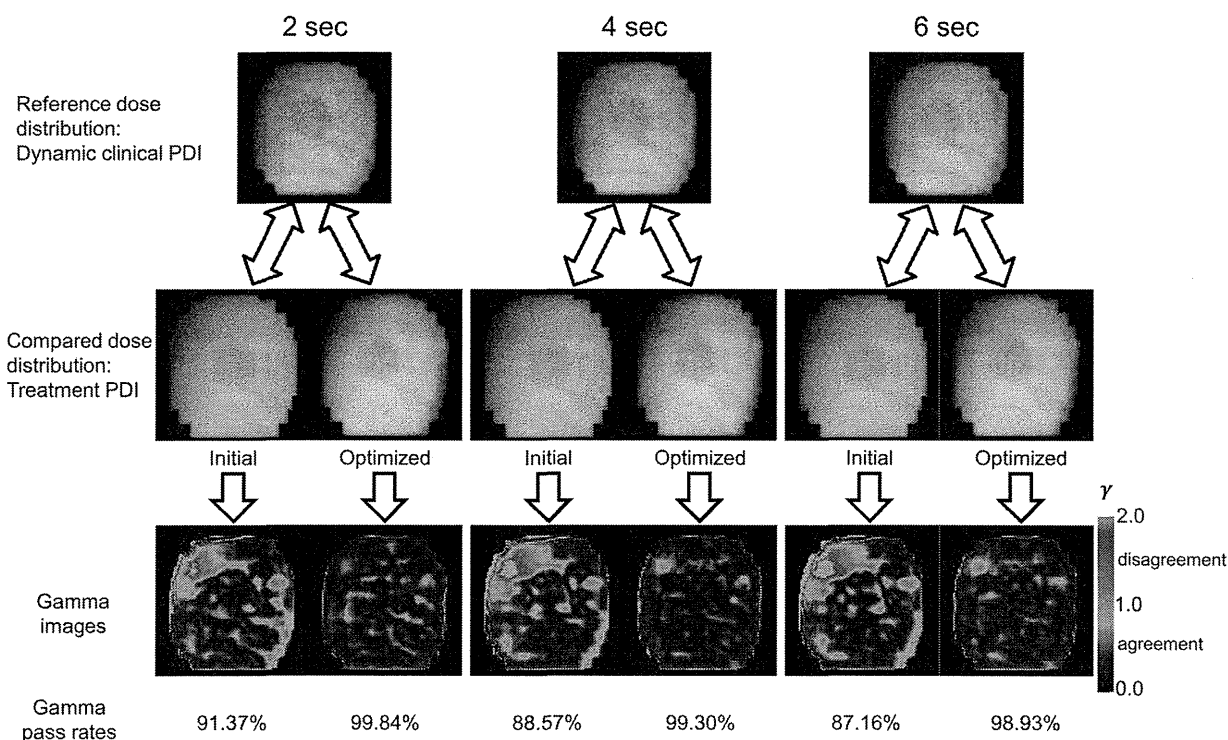 2 sec
4 sec
6 sec
Reference dose
distribution:
Dynamic clinical PDI
Compared dose
distribution:
Treatment PDI
Initial
Optimized
Initial
Optimized
Initial
Optimized
γ
2.0
disagreement
1.0
agreement
0.0
Gamma
images
Gamma
pass rates
91.37%
99.84%
88.57%
99.30%
87.16%
98.93%